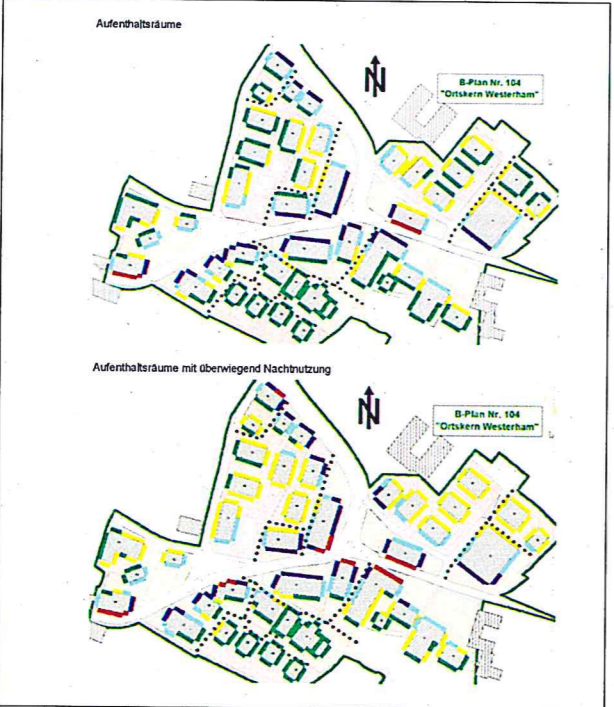 Aufenthaltsräume
N
B-Plan Nr. 104
"Ortskern Westerham"
Aufenthaltsräume mit überwiegend Nachtnutzung
N
B-Plan Nr. 104
"Ortskern Westerham"